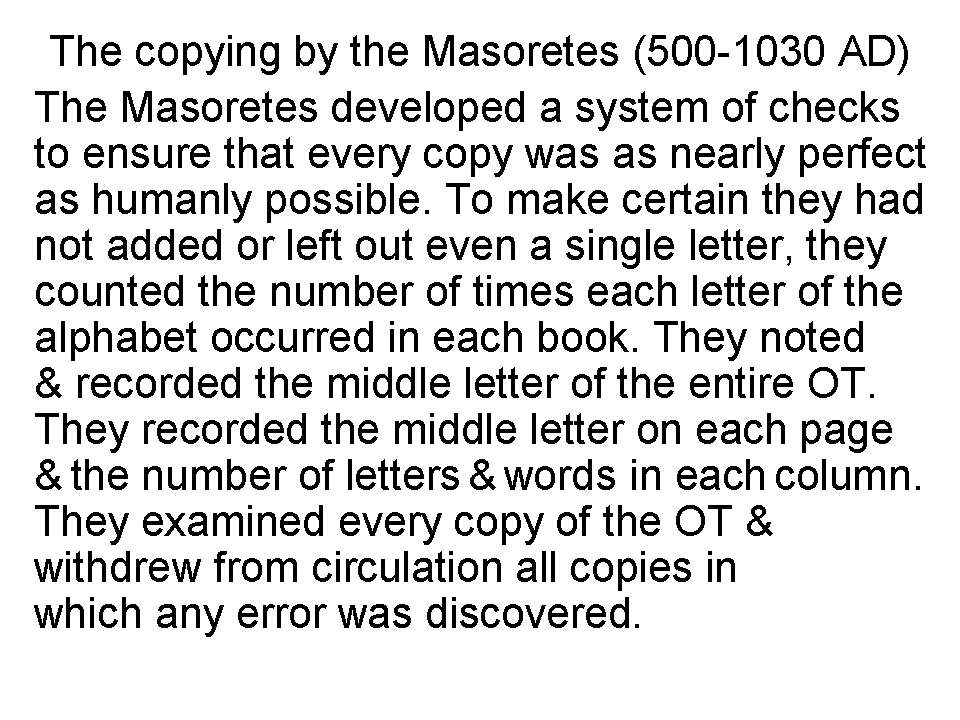 The copying by the Masoretes (500-1030 AD)
The Masoretes developed a system of checks
to ensure that every copy was as nearly perfect
as humanly possible. To make certain they had
not added or left out even a single letter, they
counted the number of times each letter of the
alphabet occurred in each book. They noted
& recorded the middle letter of the entire OT.
They recorded the middle letter on each page
& the number of letters & words in each column.
They examined every copy of the OT &
withdrew from circulation all copies in
which any error was discovered.